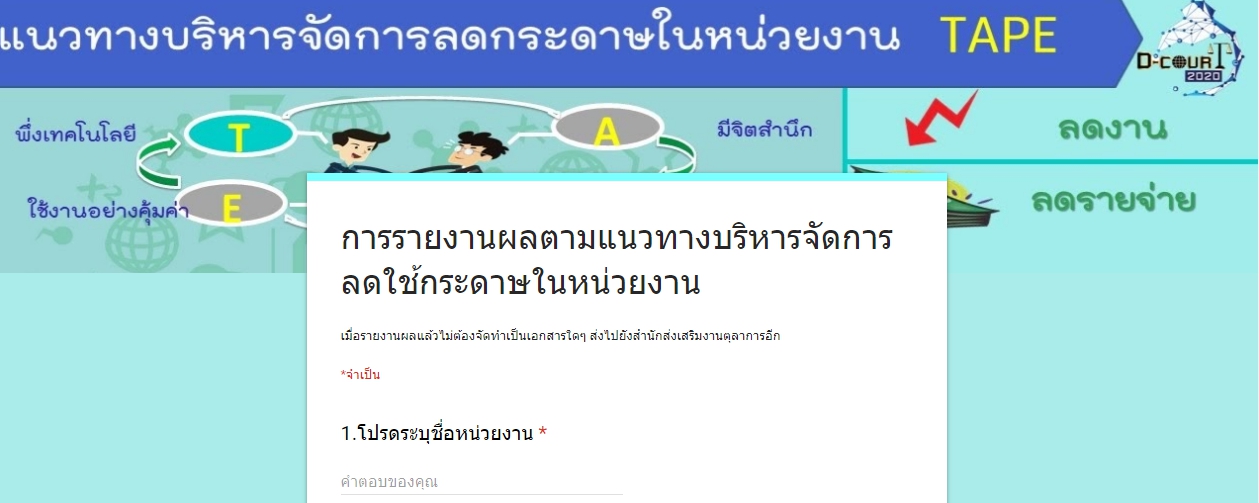 แนวทางบริหารจัดการลดกระดาษในหน่วยงาน TAPE
D-COURT
2020
พึ่งเทคโนโลยี
T
A
มีจิตสำนึก
ลดงาน
ใช้งานอย่างคุ้มค่า
E
ลดรายจ่าย
การรายงานผลตามแนวทางบริหารจัดการ
ลดใช้กระดาษในหน่วยงาน
เมื่อรายงานผลแล้วไม่ต้องจัดทำเป็นเอกสารใดๆ ส่งไปยังสำนักส่งเสริมงานตุลาการอีก
*จำเป็น
1.โปรดระบุชื่อหน่วยงาน *
คำตอบของคุณ